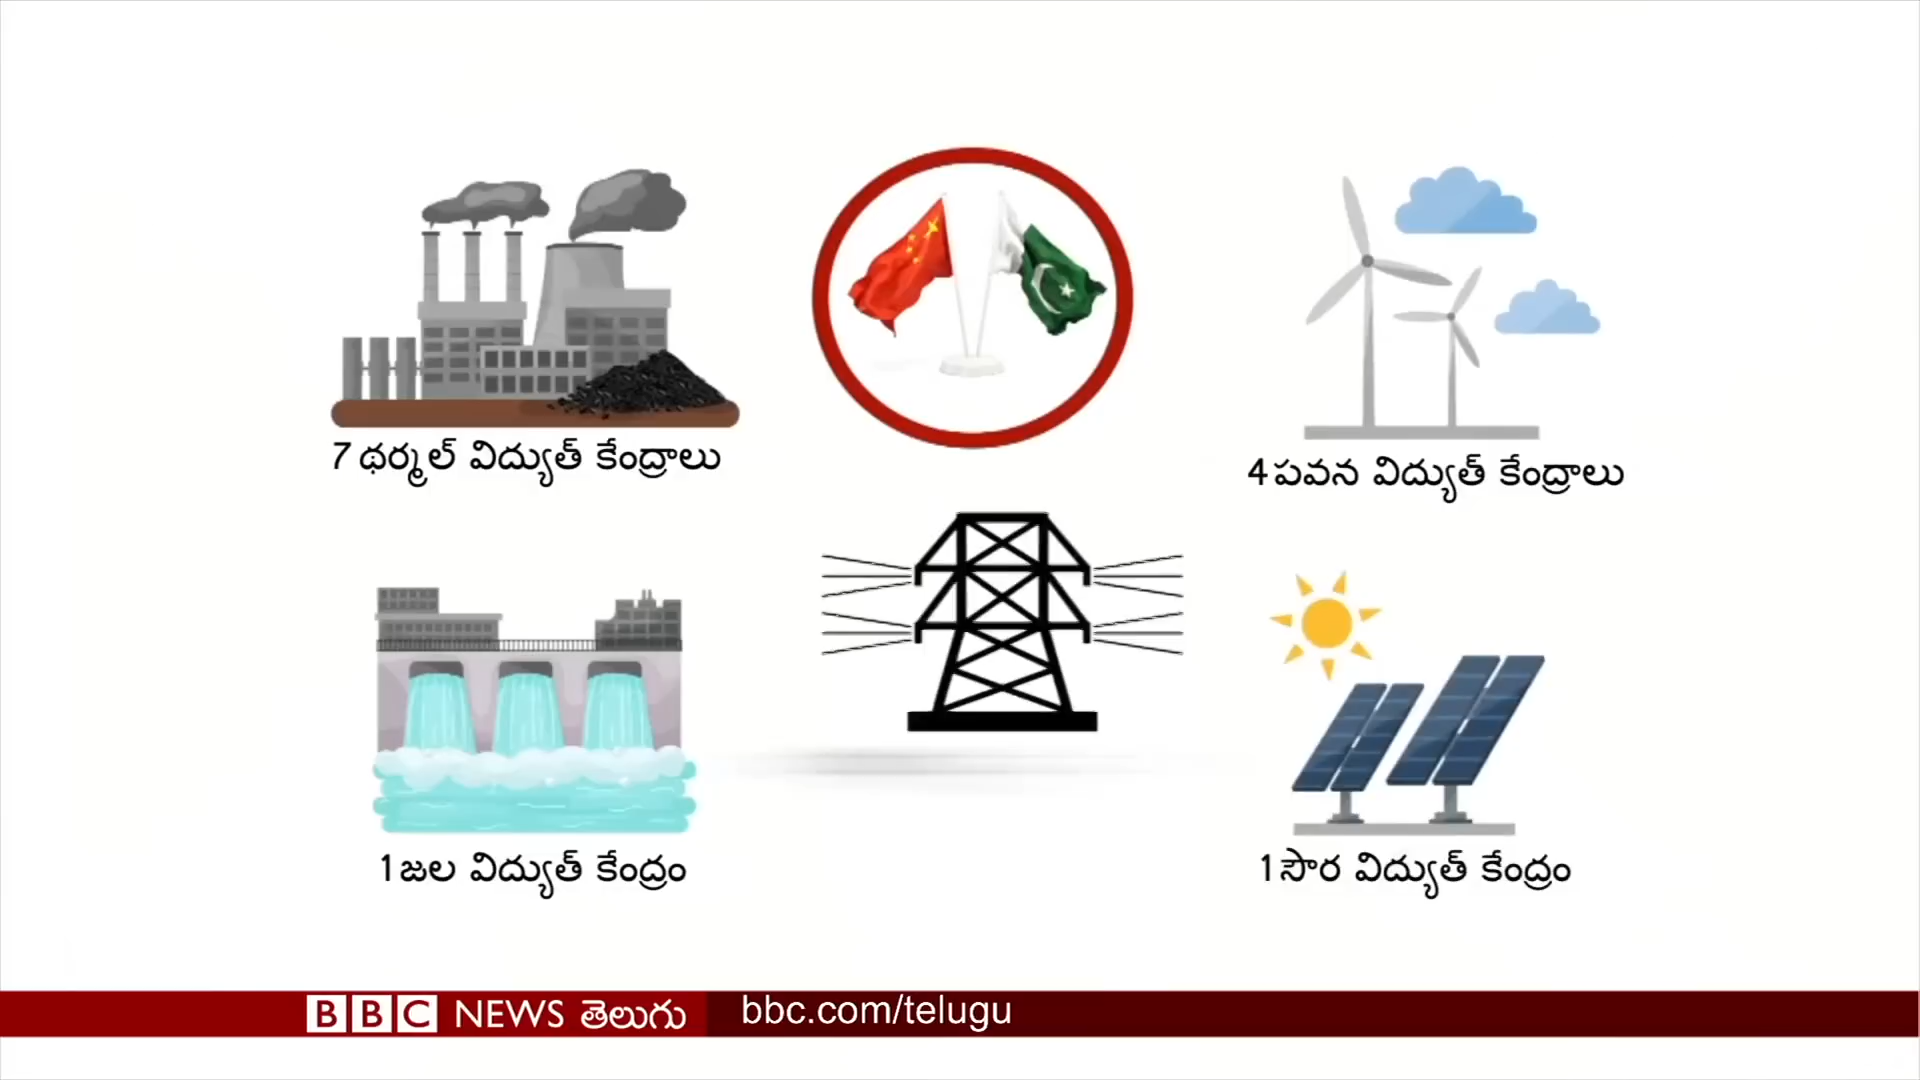 7 థర్మల్ విద్యుత్ కేంద్రాలు
4 పవన విద్యుత్ కేంద్రాలు
1 జల విద్యుత్ కేంద్రం
1 సౌర విద్యుత్ కేంద్రం
BBC NEWS తెలుగు bbc.com/telugu